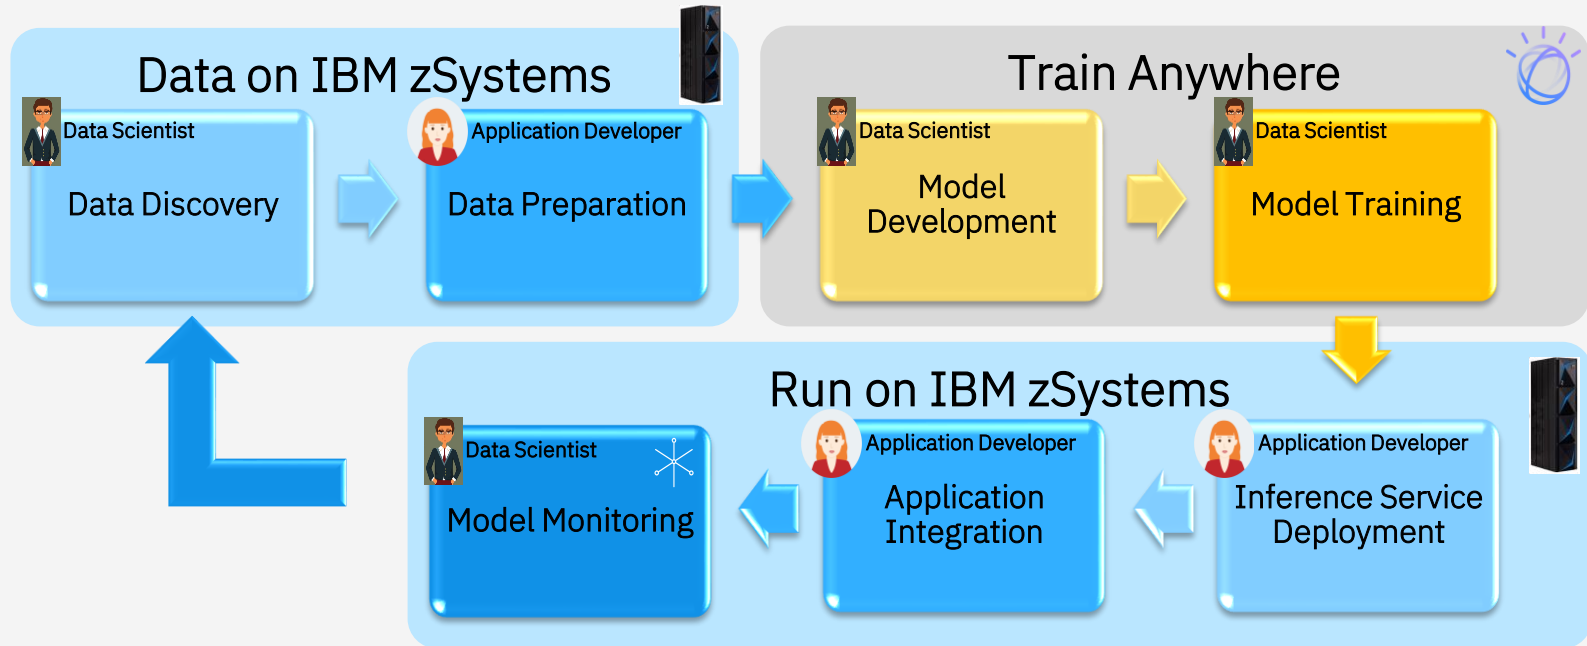 Data on IBM zSystems
Data Scientist
Data Discovery
Application Developer
Data Preparation
Train Anywhere
Data Scientist
Model
Development
Data Scientist
Model Training
Run on IBM zSystems
Data Scientist
Model Monitoring
Application Developer
Application
Integration
Application Developer
Inference Service
Deployment